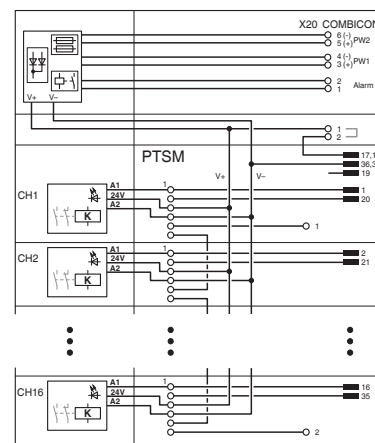 X20 COMBICON
6 (-)
5 (+) PW2
4 (-)
3 (+) PW1
2
1 Alarm
V+ V–
1
2
PTSM
17,1
36,3
19
V+ V–
CH1
A1
24V
A2
K
1
1
20
1
CH2
A1
24V
A2
K
1
2
21
CH16
A1
24V
A2
K
1
16
35
2